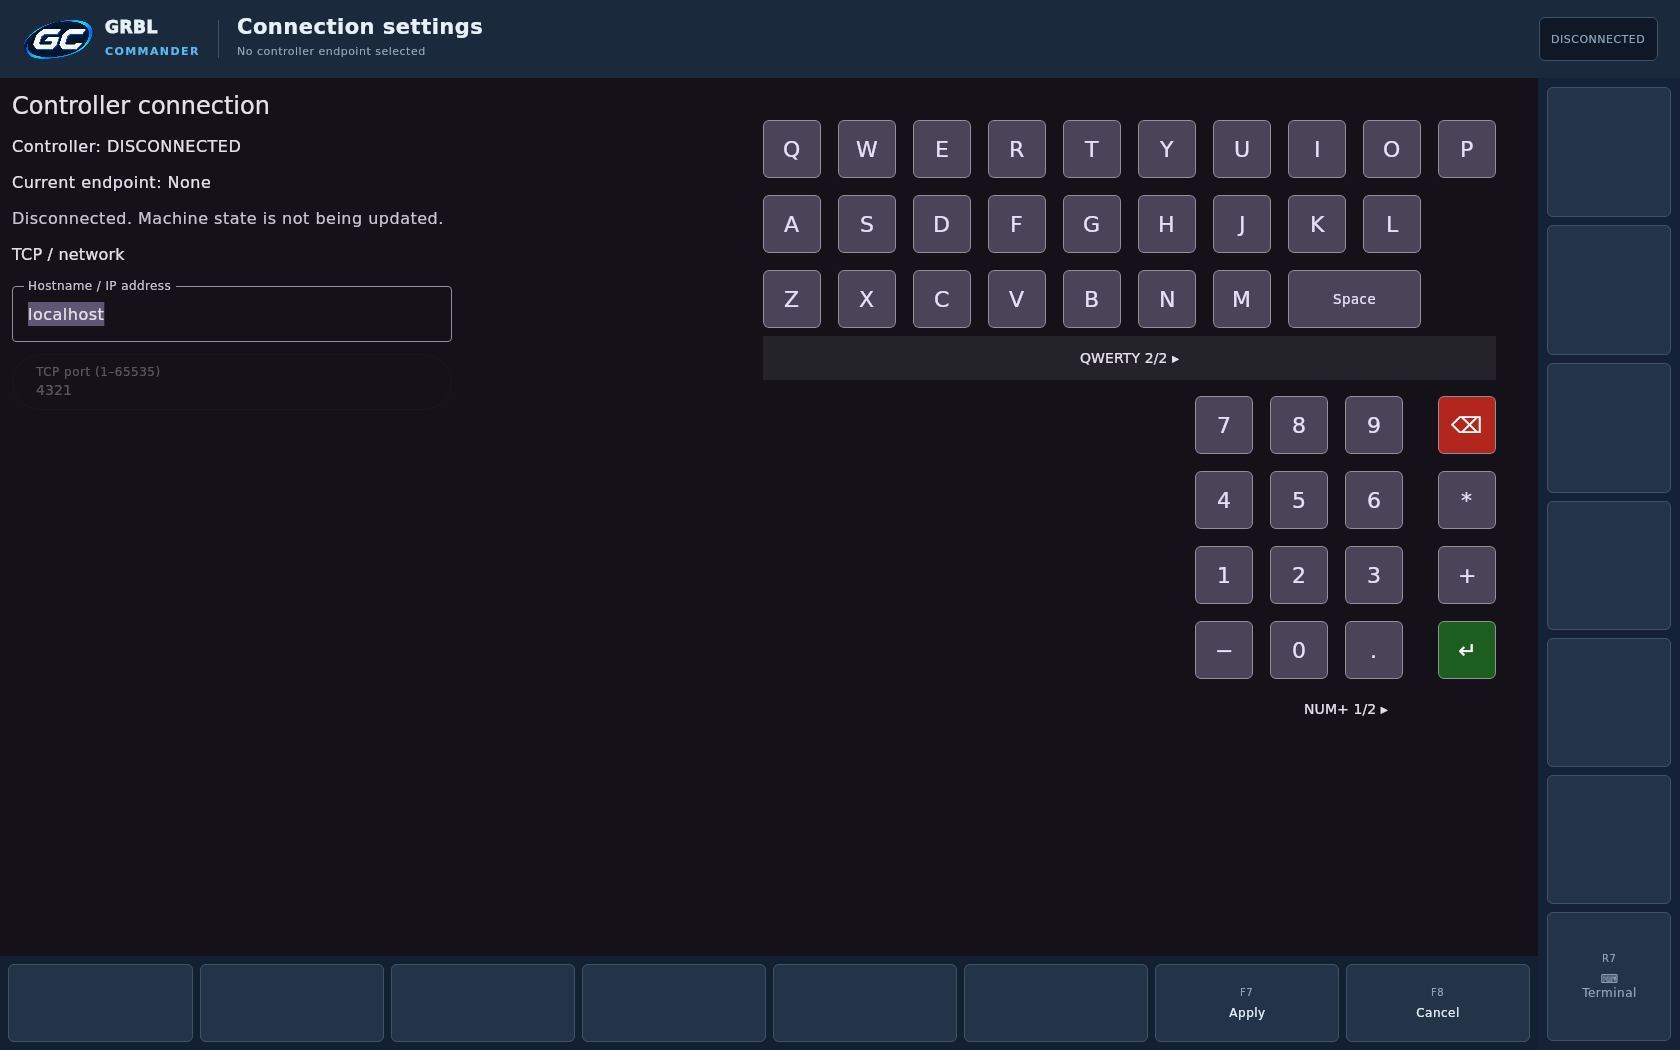 GC
GRBL
COMMANDER
Connection settings
No controller endpoint selected
DISCONNECTED
Controller connection
Controller: DISCONNECTED
Current endpoint: None
Disconnected. Machine state is not being updated.
TCP / network
Hostname / IP address
localhost
TCP port (1–65535)
4321
Q W E R T Y U I O P
A S D F G H J K L
Z X C V B N M Space
QWERTY 2/2 ▸
7 8 9 ⌫
4 5 6 *
1 2 3 +
− 0 . ↵
NUM+ 1/2 ▸
F7
Apply
F8
Cancel
R7
⌨
Terminal